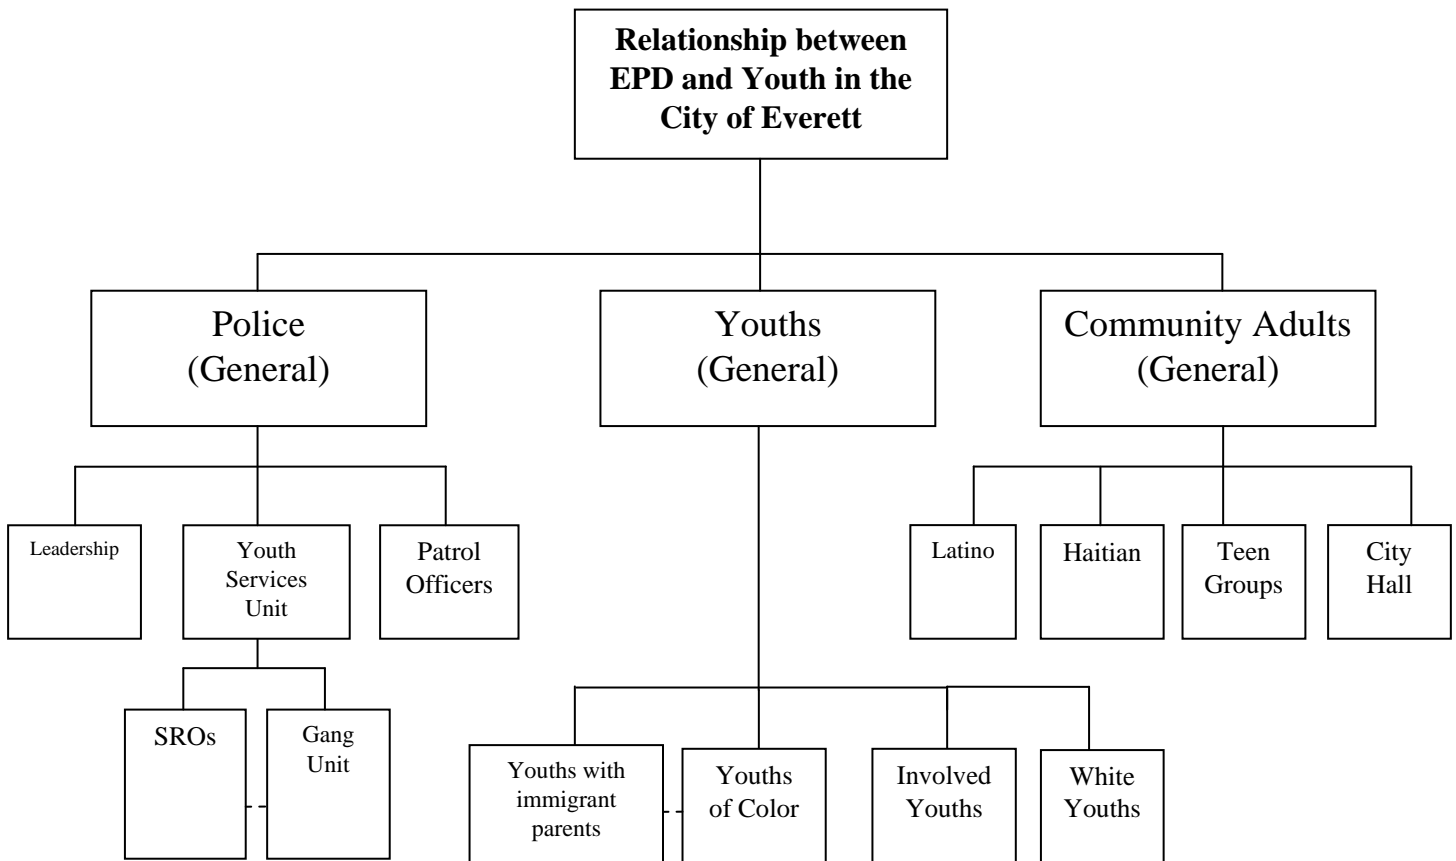 Relationship between
EPD and Youth in the
City of Everett
Police
(General)
Youths
(General)
Community Adults
(General)
Leadership
Youth
Services
Unit
Patrol
Officers
Latino
Haitian
Teen
Groups
City
Hall
SROs
Gang
Unit
Youths with
immigrant
parents
Youths
of Color
Involved
Youths
White
Youths